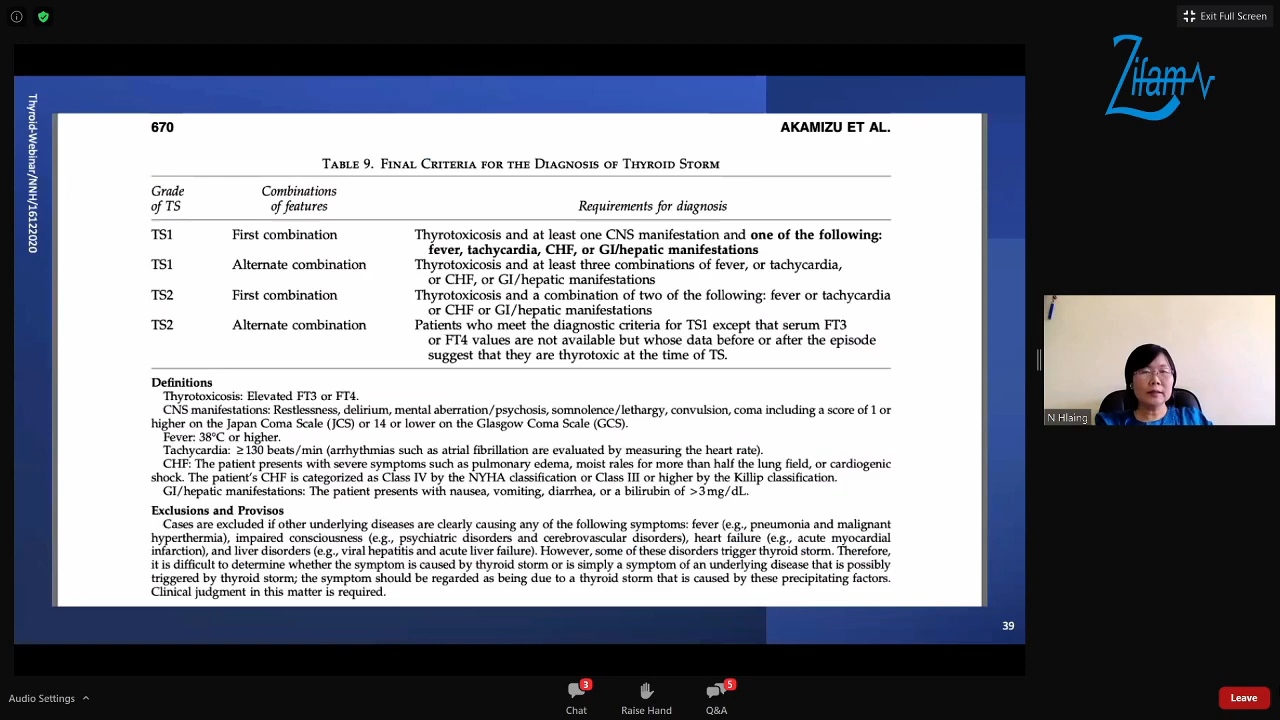 Exit Full Screen
Zifam
Thyroid-Webinar/NNH/16122020
670 AKAMIZU ET AL.
TABLE 9. FINAL CRITERIA FOR THE DIAGNOSIS OF THYROID STORM
Grade of TS Combinations of features Requirements for diagnosis
TS1 First combination Thyrotoxicosis and at least one CNS manifestation and one of the following:
fever, tachycardia, CHF, or GI/hepatic manifestations
TS1 Alternate combination Thyrotoxicosis and at least three combinations of fever, or tachycardia,
or CHF, or GI/hepatic manifestations
TS2 First combination Thyrotoxicosis and a combination of two of the following: fever or tachycardia
or CHF or GI/hepatic manifestations
TS2 Alternate combination Patients who meet the diagnostic criteria for TS1 except that serum FT3
or FT4 values are not available but whose data before or after the episode
suggest that they are thyrotoxic at the time of TS.
Definitions
Thyrotoxicosis: Elevated FT3 or FT4.
CNS manifestations: Restlessness, delirium, mental aberration/psychosis, somnolence/lethargy, convulsion, coma including a score of 1 or
higher on the Japan Coma Scale (JCS) or 14 or lower on the Glasgow Coma Scale (GCS).
Fever: 38°C or higher.
Tachycardia: ≥130 beats/min (arrhythmias such as atrial fibrillation are evaluated by measuring the heart rate).
CHF: The patient presents with severe symptoms such as pulmonary edema, moist rales for more than half the lung field, or cardiogenic
shock. The patient's CHF is categorized as Class IV by the NYHA classification or Class III or higher by the Killip classification.
GI/hepatic manifestations: The patient presents with nausea, vomiting, diarrhea, or a bilirubin of >3 mg/dL.
Exclusions and Provisos
Cases are excluded if other underlying diseases are clearly causing any of the following symptoms: fever (e.g., pneumonia and malignant
hyperthermia), impaired consciousness (e.g., psychiatric disorders and cerebrovascular disorders), heart failure (e.g., acute myocardial
infarction), and liver disorders (e.g., viral hepatitis and acute liver failure). However, some of these disorders trigger thyroid storm. Therefore,
it is difficult to determine whether the symptom is caused by thyroid storm or is simply a symptom of an underlying disease that is possibly
triggered by thyroid storm; the symptom should be regarded as being due to a thyroid storm that is caused by these precipitating factors.
Clinical judgment in this matter is required.
39
N Hlaing
Audio Settings
3
Chat
Raise Hand
5
Q&A
Leave